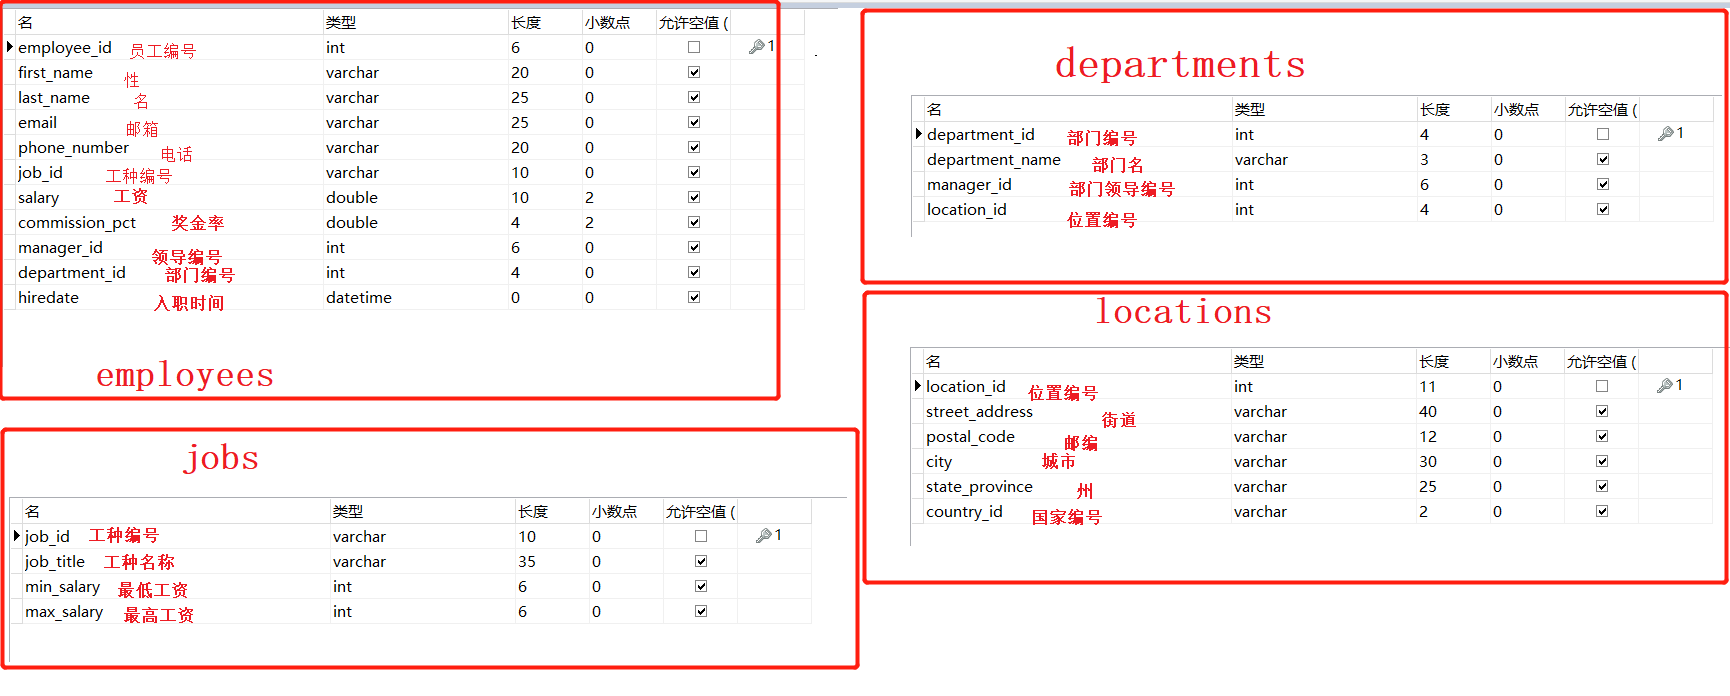 名 类型 长度 小数点 允许空值 (
employee_id 员工编号 int 6 0 1
first_name 性 varchar 20 0
last_name 名 varchar 25 0
email 邮箱 varchar 25 0
phone_number 电话 varchar 20 0
job_id 工种编号 varchar 10 0
salary 工资 double 10 2
commission_pct 奖金率 double 4 2
manager_id 领导编号 int 6 0
department_id 部门编号 int 4 0
hiredate 入职时间 datetime 0 0
employees
departments
名 类型 长度 小数点 允许空值 (
department_id 部门编号 int 4 0 1
department_name 部门名 varchar 3 0
manager_id 部门领导编号 int 6 0
location_id 位置编号 int 4 0
locations
名 类型 长度 小数点 允许空值 (
location_id 位置编号 int 11 0 1
street_address 街道 varchar 40 0
postal_code 邮编 varchar 12 0
city 城市 varchar 30 0
state_province 州 varchar 25 0
country_id 国家编号 varchar 2 0
jobs
名 类型 长度 小数点 允许空值 (
job_id 工种编号 varchar 10 0 1
job_title 工种名称 varchar 35 0
min_salary 最低工资 int 6 0
max_salary 最高工资 int 6 0